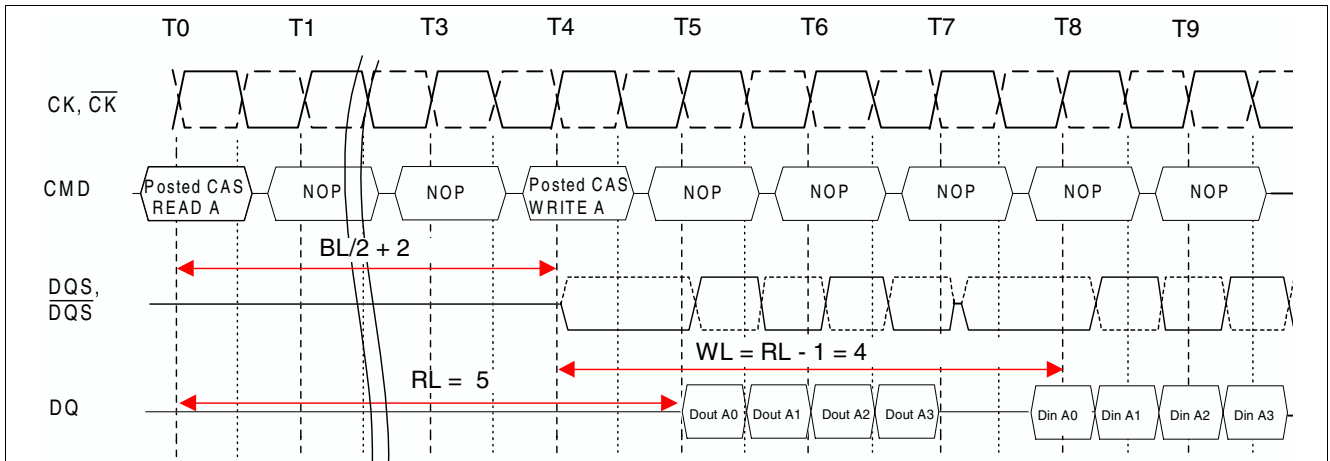 T0 T1 T3 T4 T5 T6 T7 T8 T9
CK, CK
CMD
Posted CAS
READ A
NOP
NOP
Posted CAS
WRITE A
NOP
NOP
NOP
NOP
NOP
BL/2 + 2
DQS,
DQS
WL = RL - 1 = 4
RL = 5
DQ
Dout A0 Dout A1 Dout A2 Dout A3 Din A0 Din A1 Din A2 Din A3